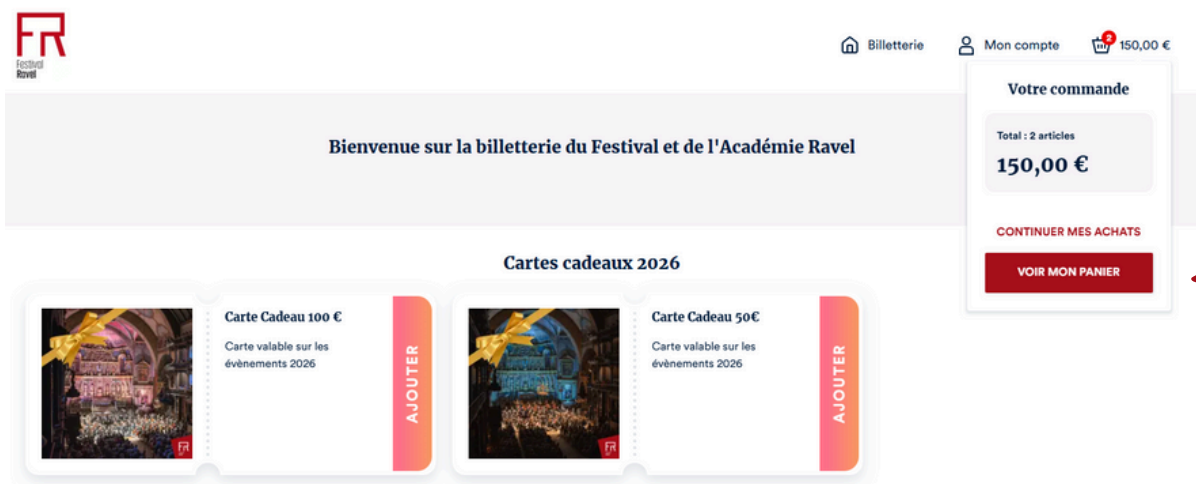 FR
Festival
Ravel
Billetterie
Mon compte
2
150,00 €
Votre commande
Total : 2 articles
150,00 €
CONTINUER MES ACHATS
VOIR MON PANIER
Bienvenue sur la billetterie du Festival et de l'Académie Ravel
Cartes cadeaux 2026
Carte Cadeau 100 €
Carte valable sur les
évènements 2026
AJOUTER
FR
Carte Cadeau 50€
Carte valable sur les
évènements 2026
AJOUTER
FR